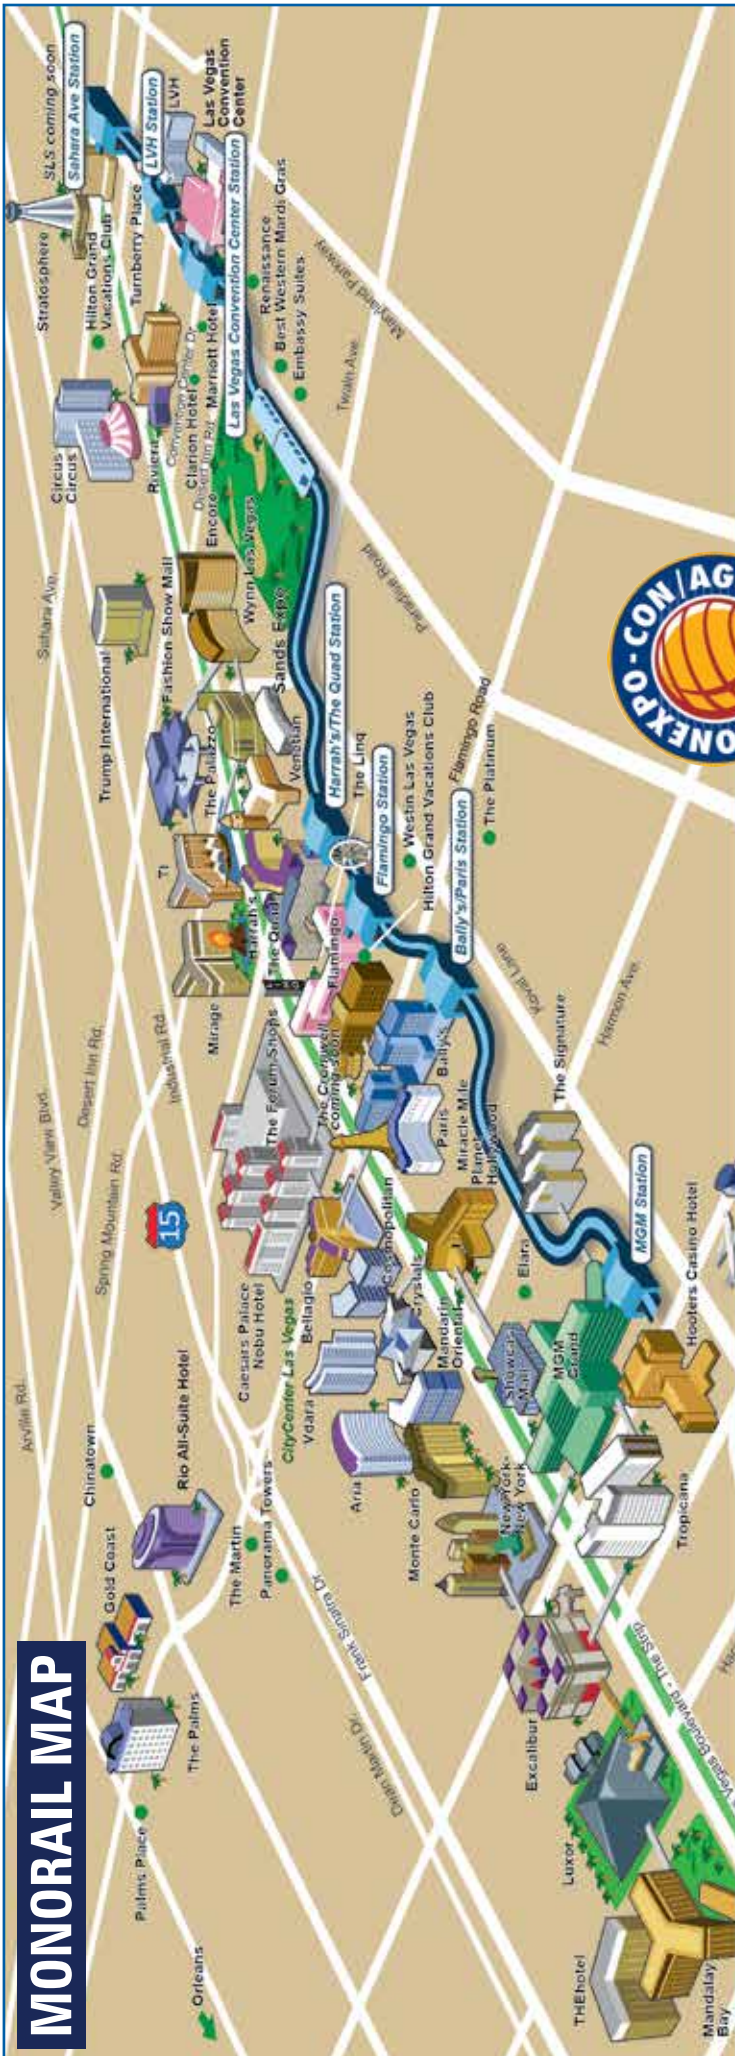 MONORAIL MAP
Orleans
Palms Place
The Palms
Gold Coast
Chinatown
Rio All-Suite Hotel
The Martin
Panorama Towers
Arville Rd.
Valley View Blvd.
Spring Mountain Rd.
Desert Inn Rd.
Industrial Rd.
Sahara Ave.
15
Frank Sinatra Dr.
Dean Martin Dr.
THEhotel
Mandalay
Bay
Luxor
Excalibur
Las Vegas Boulevard - The Strip
Tropicana
Hooters Casino Hotel
New York-
New York
Monte Carlo
Aria
Vdara
CityCenter Las Vegas
Mandarin
Oriental
Crystals
Cosmopolitan
Bellagio
Caesars Palace
Nobu Hotel
The Forum Shops
Showcase
Mall
MGM
Grand
MGM Station
Elara
The Signature
Miracle Mile
Planet
Hollywood
Paris
Bally's
The Cromwell
coming soon
Flamingo
Mirage
TI
Harrah's
The Quad
Koval Lane
Harmon Ave.
Bally's/Paris Station
Flamingo Station
Harrah's/The Quad Station
The Linq
Westin Las Vegas
Hilton Grand Vacations Club
The Platinum
Flamingo Road
Venetian
The Palazzo
Sands Expo
Trump International
Fashion Show Mall
Wynn Las Vegas
Encore
Desert Inn Rd.
Paradise Road
Twain Ave.
Maryland Parkway
Circus
Circus
Riviera
Convention Center Dr.
Clarion Hotel
Marriott Hotel
Renaissance
Best Western Mardi Gras
Embassy Suites
Las Vegas Convention Center Station
Stratosphere
Hilton Grand
Vacations Club
Turnberry Place
SLS coming soon
Sahara Ave Station
LVH Station
LVH
Las Vegas
Convention
Center
ONEXPO-CON/AG